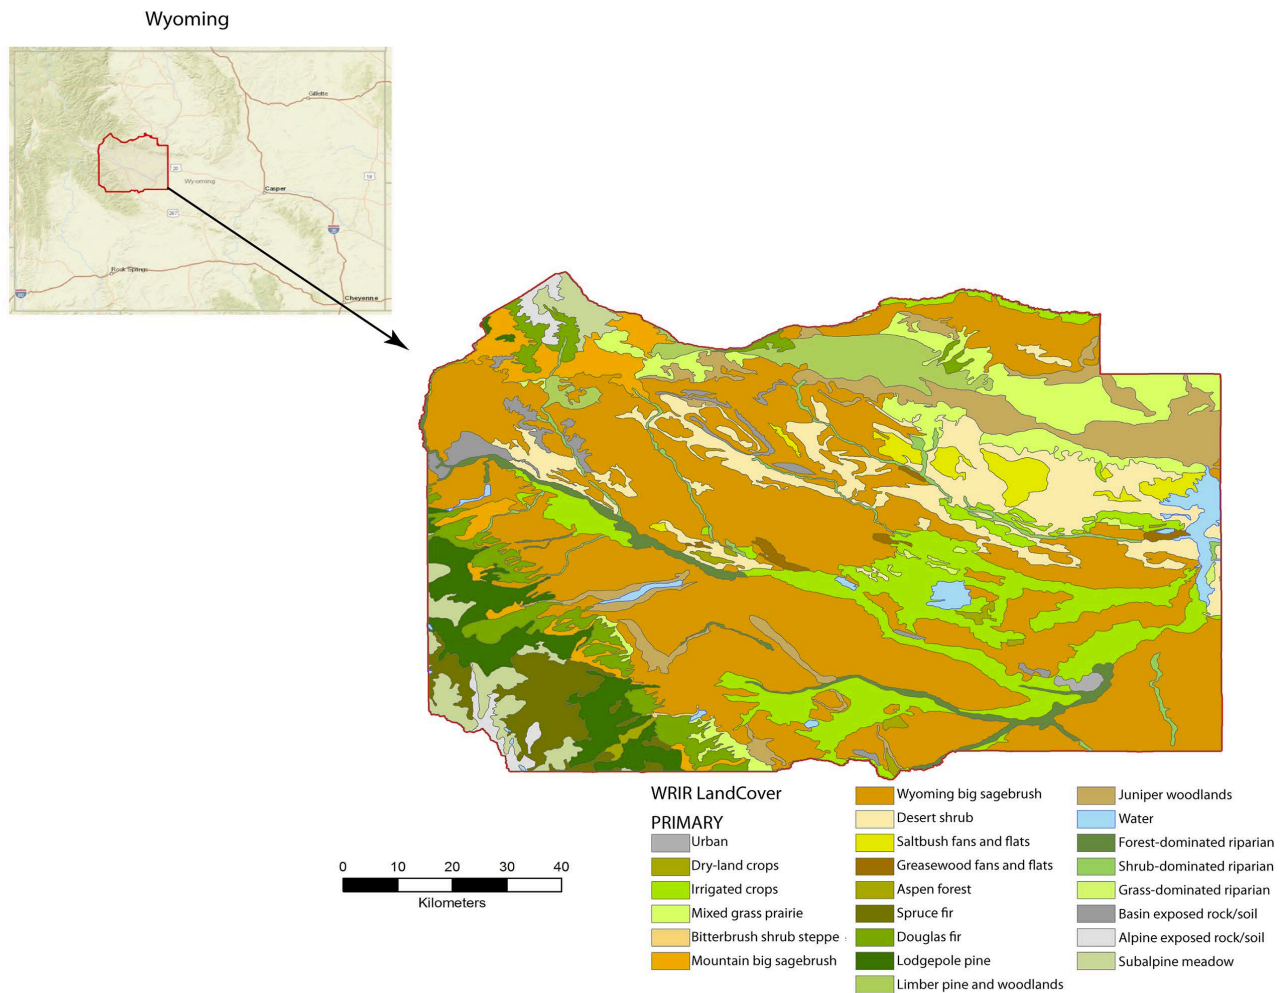 Wyoming
Gillette
20
Wyoming
18
Casper
287
Rock Springs
Cheyenne
WRIR LandCover
PRIMARY
Urban
Dry-land crops
Irrigated crops
Mixed grass prairie
Bitterbrush shrub steppe
Mountain big sagebrush
Wyoming big sagebrush
Desert shrub
Saltbush fans and flats
Greasewood fans and flats
Aspen forest
Spruce fir
Douglas fir
Lodgepole pine
Limber pine and woodlands
Juniper woodlands
Water
Forest-dominated riparian
Shrub-dominated riparian
Grass-dominated riparian
Basin exposed rock/soil
Alpine exposed rock/soil
Subalpine meadow
0 10 20 30 40
Kilometers